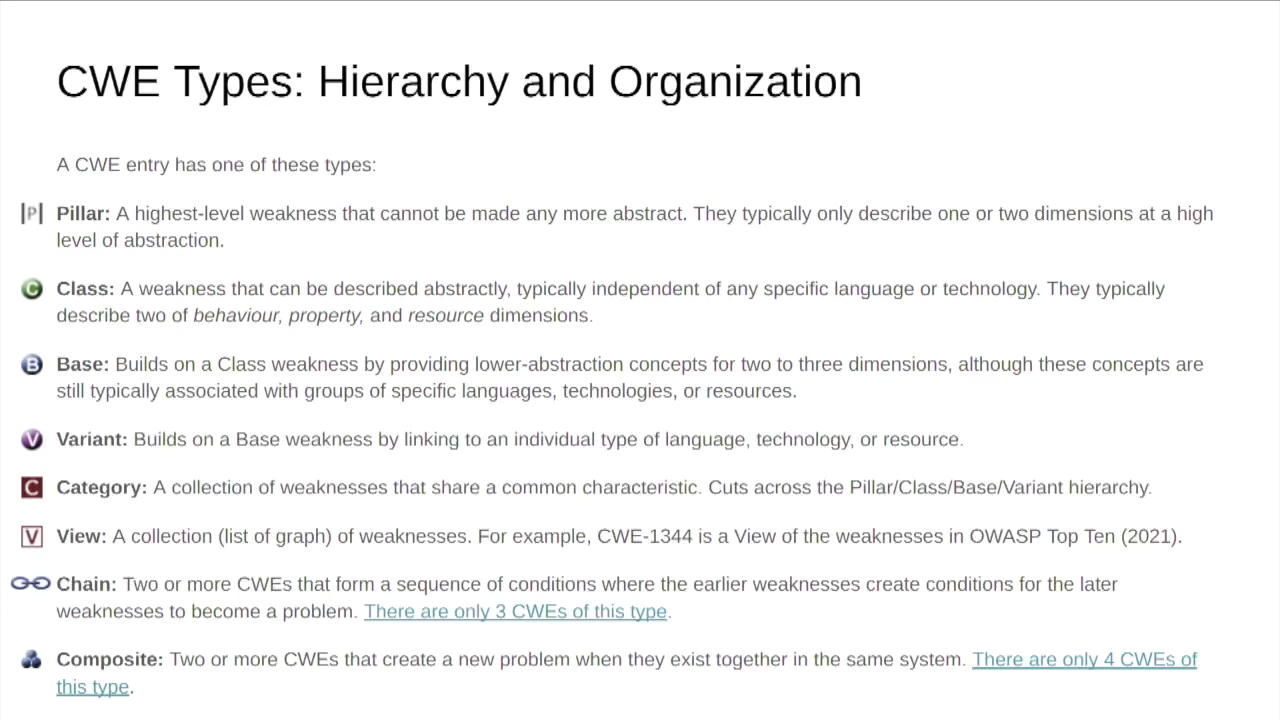 CWE Types: Hierarchy and Organization
A CWE entry has one of these types:
|P| Pillar: A highest-level weakness that cannot be made any more abstract. They typically only describe one or two dimensions at a high
level of abstraction.
C Class: A weakness that can be described abstractly, typically independent of any specific language or technology. They typically
describe two of behaviour, property, and resource dimensions.
B Base: Builds on a Class weakness by providing lower-abstraction concepts for two to three dimensions, although these concepts are
still typically associated with groups of specific languages, technologies, or resources.
V Variant: Builds on a Base weakness by linking to an individual type of language, technology, or resource.
C Category: A collection of weaknesses that share a common characteristic. Cuts across the Pillar/Class/Base/Variant hierarchy.
V View: A collection (list of graph) of weaknesses. For example, CWE-1344 is a View of the weaknesses in OWASP Top Ten (2021).
Chain: Two or more CWEs that form a sequence of conditions where the earlier weaknesses create conditions for the later
weaknesses to become a problem. There are only 3 CWEs of this type.
Composite: Two or more CWEs that create a new problem when they exist together in the same system. There are only 4 CWEs of
this type.